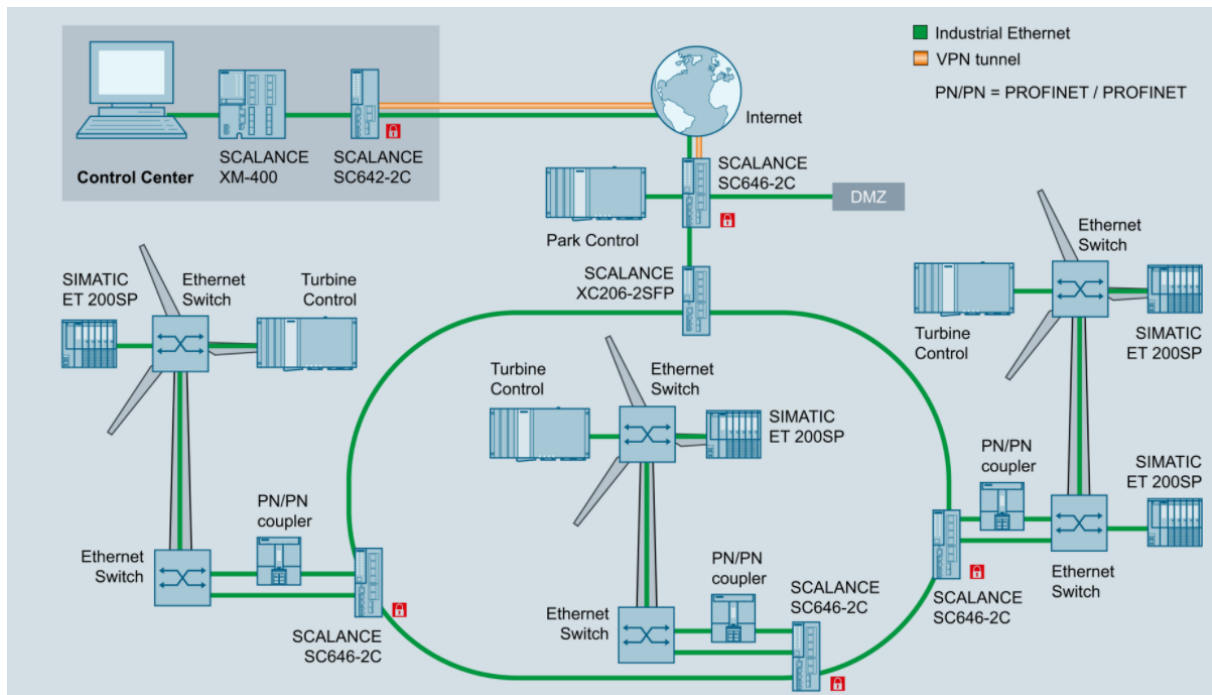 Industrial Ethernet
VPN tunnel
PN/PN = PROFINET / PROFINET
Internet
Control Center
SCALANCE
XM-400
SCALANCE
SC642-2C
SCALANCE
SC646-2C
DMZ
Park Control
SCALANCE
XC206-2SFP
SIMATIC
ET 200SP
Ethernet
Switch
Turbine
Control
Ethernet
Switch
Turbine
Control
SIMATIC
ET 200SP
Turbine
Control
Ethernet
Switch
SIMATIC
ET 200SP
PN/PN
coupler
SIMATIC
ET 200SP
PN/PN
coupler
Ethernet
Switch
SCALANCE
SC646-2C
PN/PN
coupler
Ethernet
Switch
SCALANCE
SC646-2C
SCALANCE
SC646-2C
Ethernet
Switch